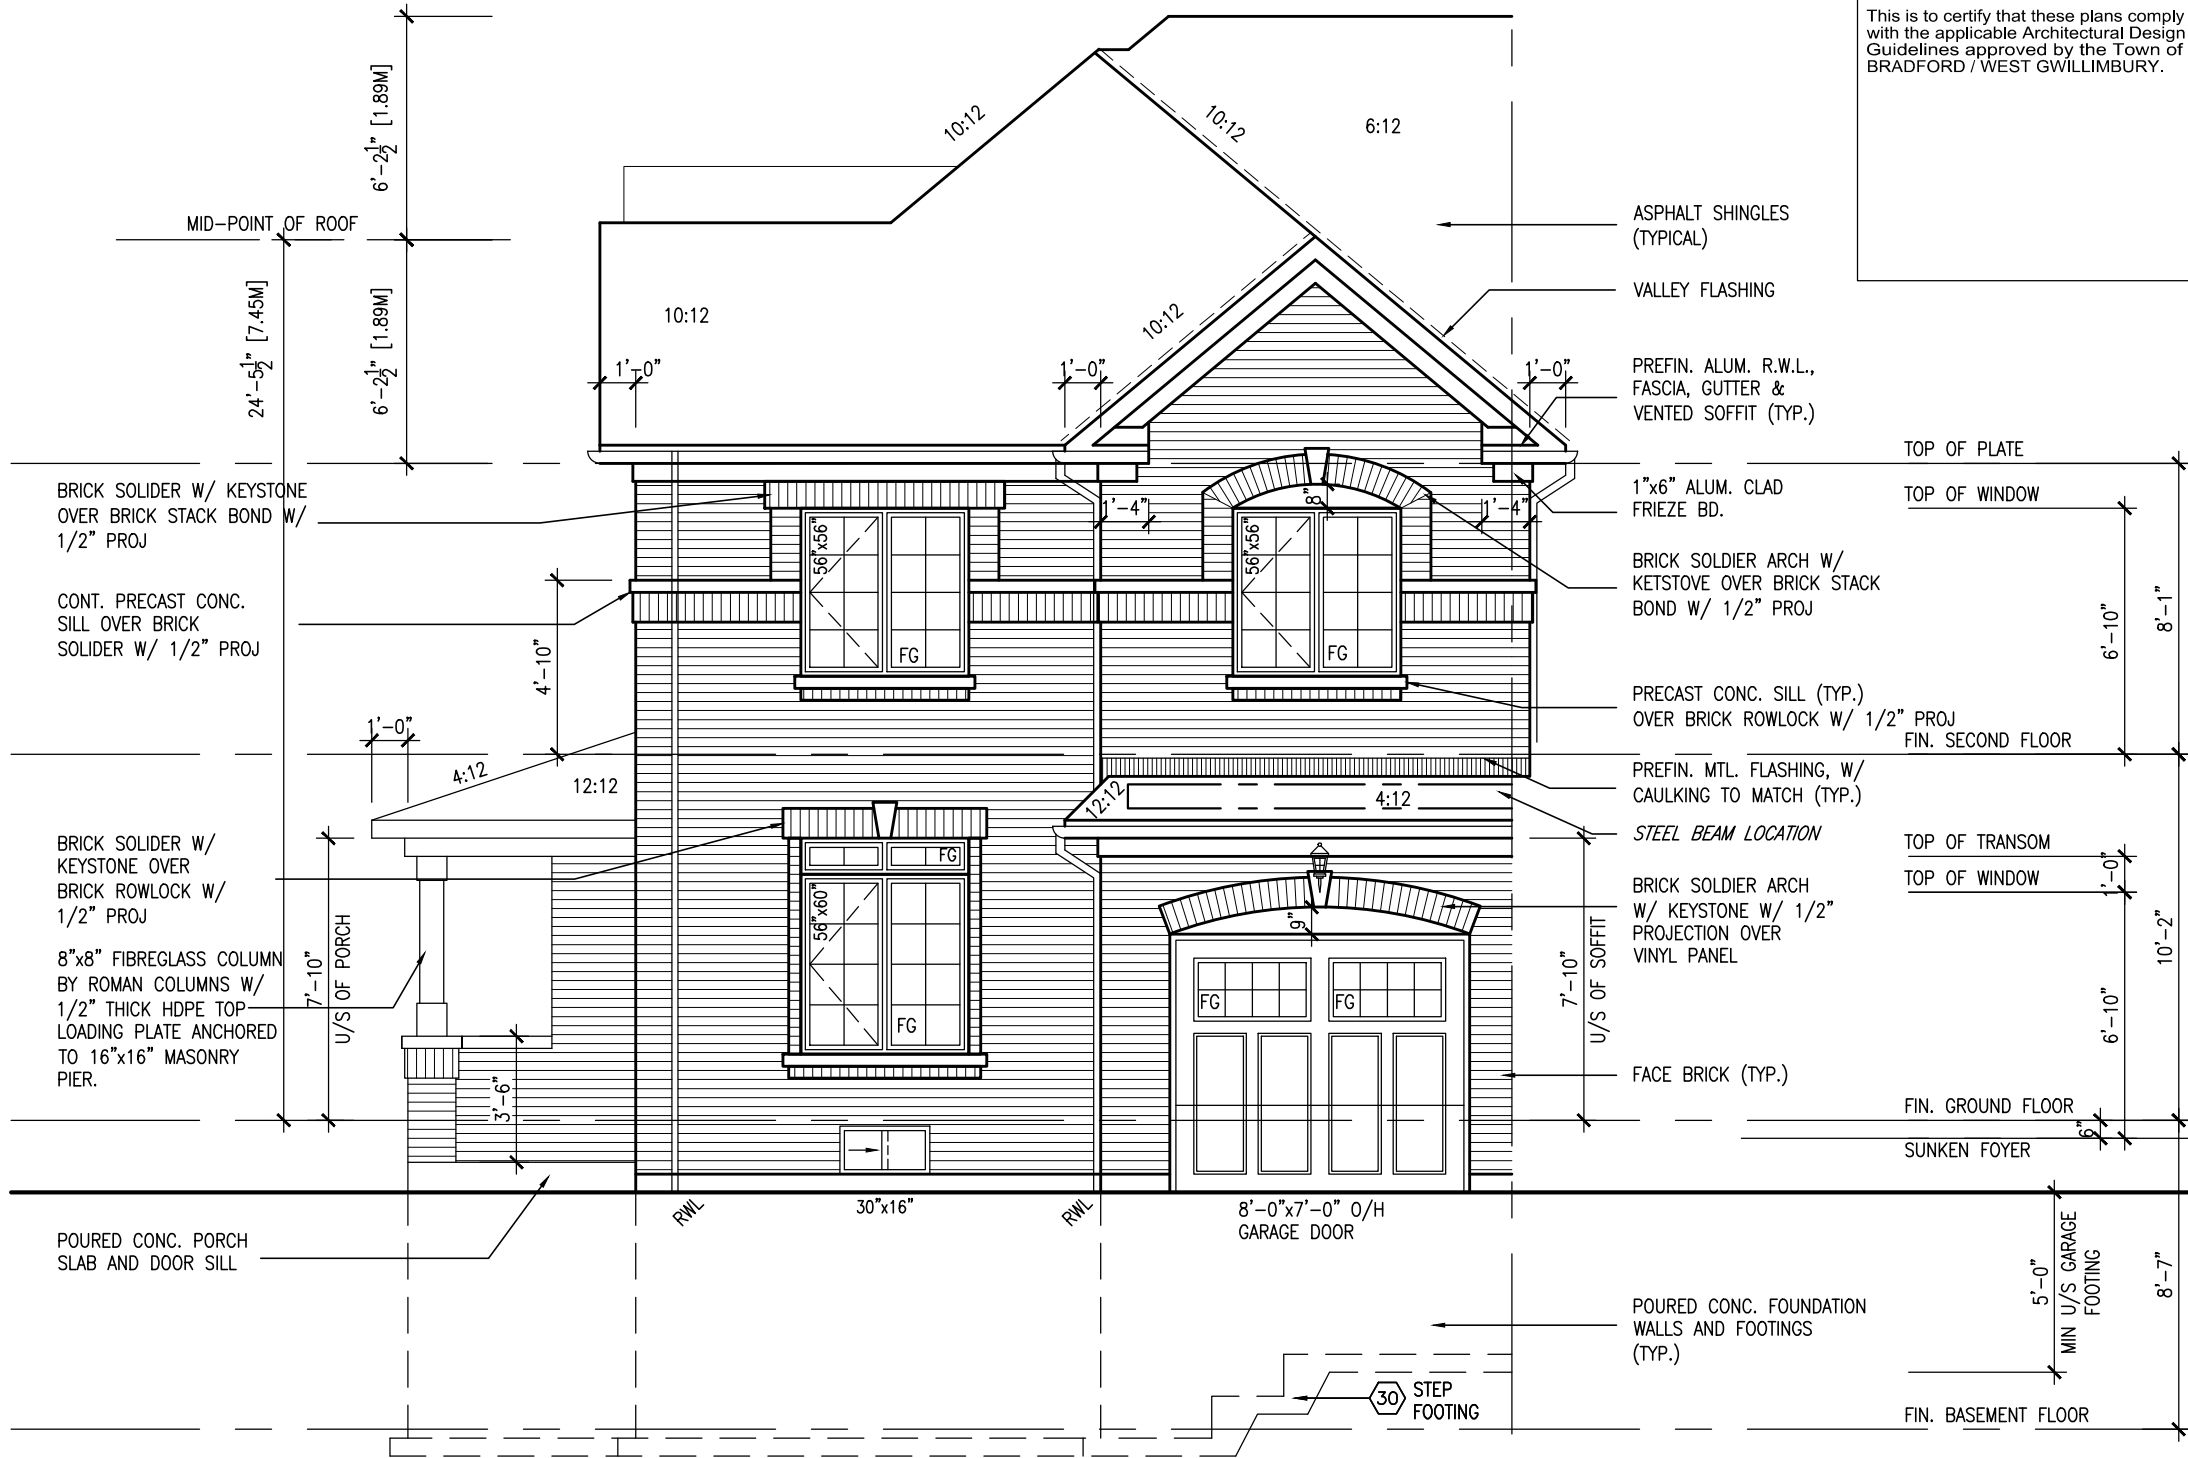 This is to certify that these plans comply
with the applicable Architectural Design
Guidelines approved by the Town of
BRADFORD / WEST GWILLIMBURY.
6'-2½" [1.89M]
MID-POINT OF ROOF
24'-5½" [7.45M]
6'-2½" [1.89M]
10:12
10:12
6:12
10:12
10:12
1'-0"
1'-0"
1'-0"
ASPHALT SHINGLES
(TYPICAL)
VALLEY FLASHING
PREFIN. ALUM. R.W.L.,
FASCIA, GUTTER &
VENTED SOFFIT (TYP.)
TOP OF PLATE
1"x6" ALUM. CLAD
FRIEZE BD.
TOP OF WINDOW
BRICK SOLIDER W/ KEYSTONE
OVER BRICK STACK BOND W/
1/2" PROJ
CONT. PRECAST CONC.
SILL OVER BRICK
SOLIDER W/ 1/2" PROJ
4'-10"
56"x56"
FG
1'-4"
8"
1'-4"
56"x56"
FG
BRICK SOLDIER ARCH W/
KETSTOVE OVER BRICK STACK
BOND W/ 1/2" PROJ
6'-10"
8'-1"
PRECAST CONC. SILL (TYP.)
OVER BRICK ROWLOCK W/ 1/2" PROJ
FIN. SECOND FLOOR
1'-0"
4:12
12:12
12:12
4:12
PREFIN. MTL. FLASHING, W/
CAULKING TO MATCH (TYP.)
STEEL BEAM LOCATION
TOP OF TRANSOM
TOP OF WINDOW
1'-0"
BRICK SOLIDER W/
KEYSTONE OVER
BRICK ROWLOCK W/
1/2" PROJ
8"x8" FIBREGLASS COLUMN
BY ROMAN COLUMNS W/
1/2" THICK HDPE TOP
LOADING PLATE ANCHORED
TO 16"x16" MASONRY
PIER.
7'-10"
U/S OF PORCH
3'-6"
FG
56"x60"
FG
9"
FG
FG
7'-10"
U/S OF SOFFIT
BRICK SOLDIER ARCH
W/ KEYSTONE W/ 1/2"
PROJECTION OVER
VINYL PANEL
10'-2"
6'-10"
FACE BRICK (TYP.)
FIN. GROUND FLOOR
6"
SUNKEN FOYER
RWL
30"x16"
RWL
8'-0"x7'-0" O/H
GARAGE DOOR
POURED CONC. PORCH
SLAB AND DOOR SILL
5'-0"
MIN U/S GARAGE
FOOTING
8'-7"
POURED CONC. FOUNDATION
WALLS AND FOOTINGS
(TYP.)
30
STEP
FOOTING
FIN. BASEMENT FLOOR